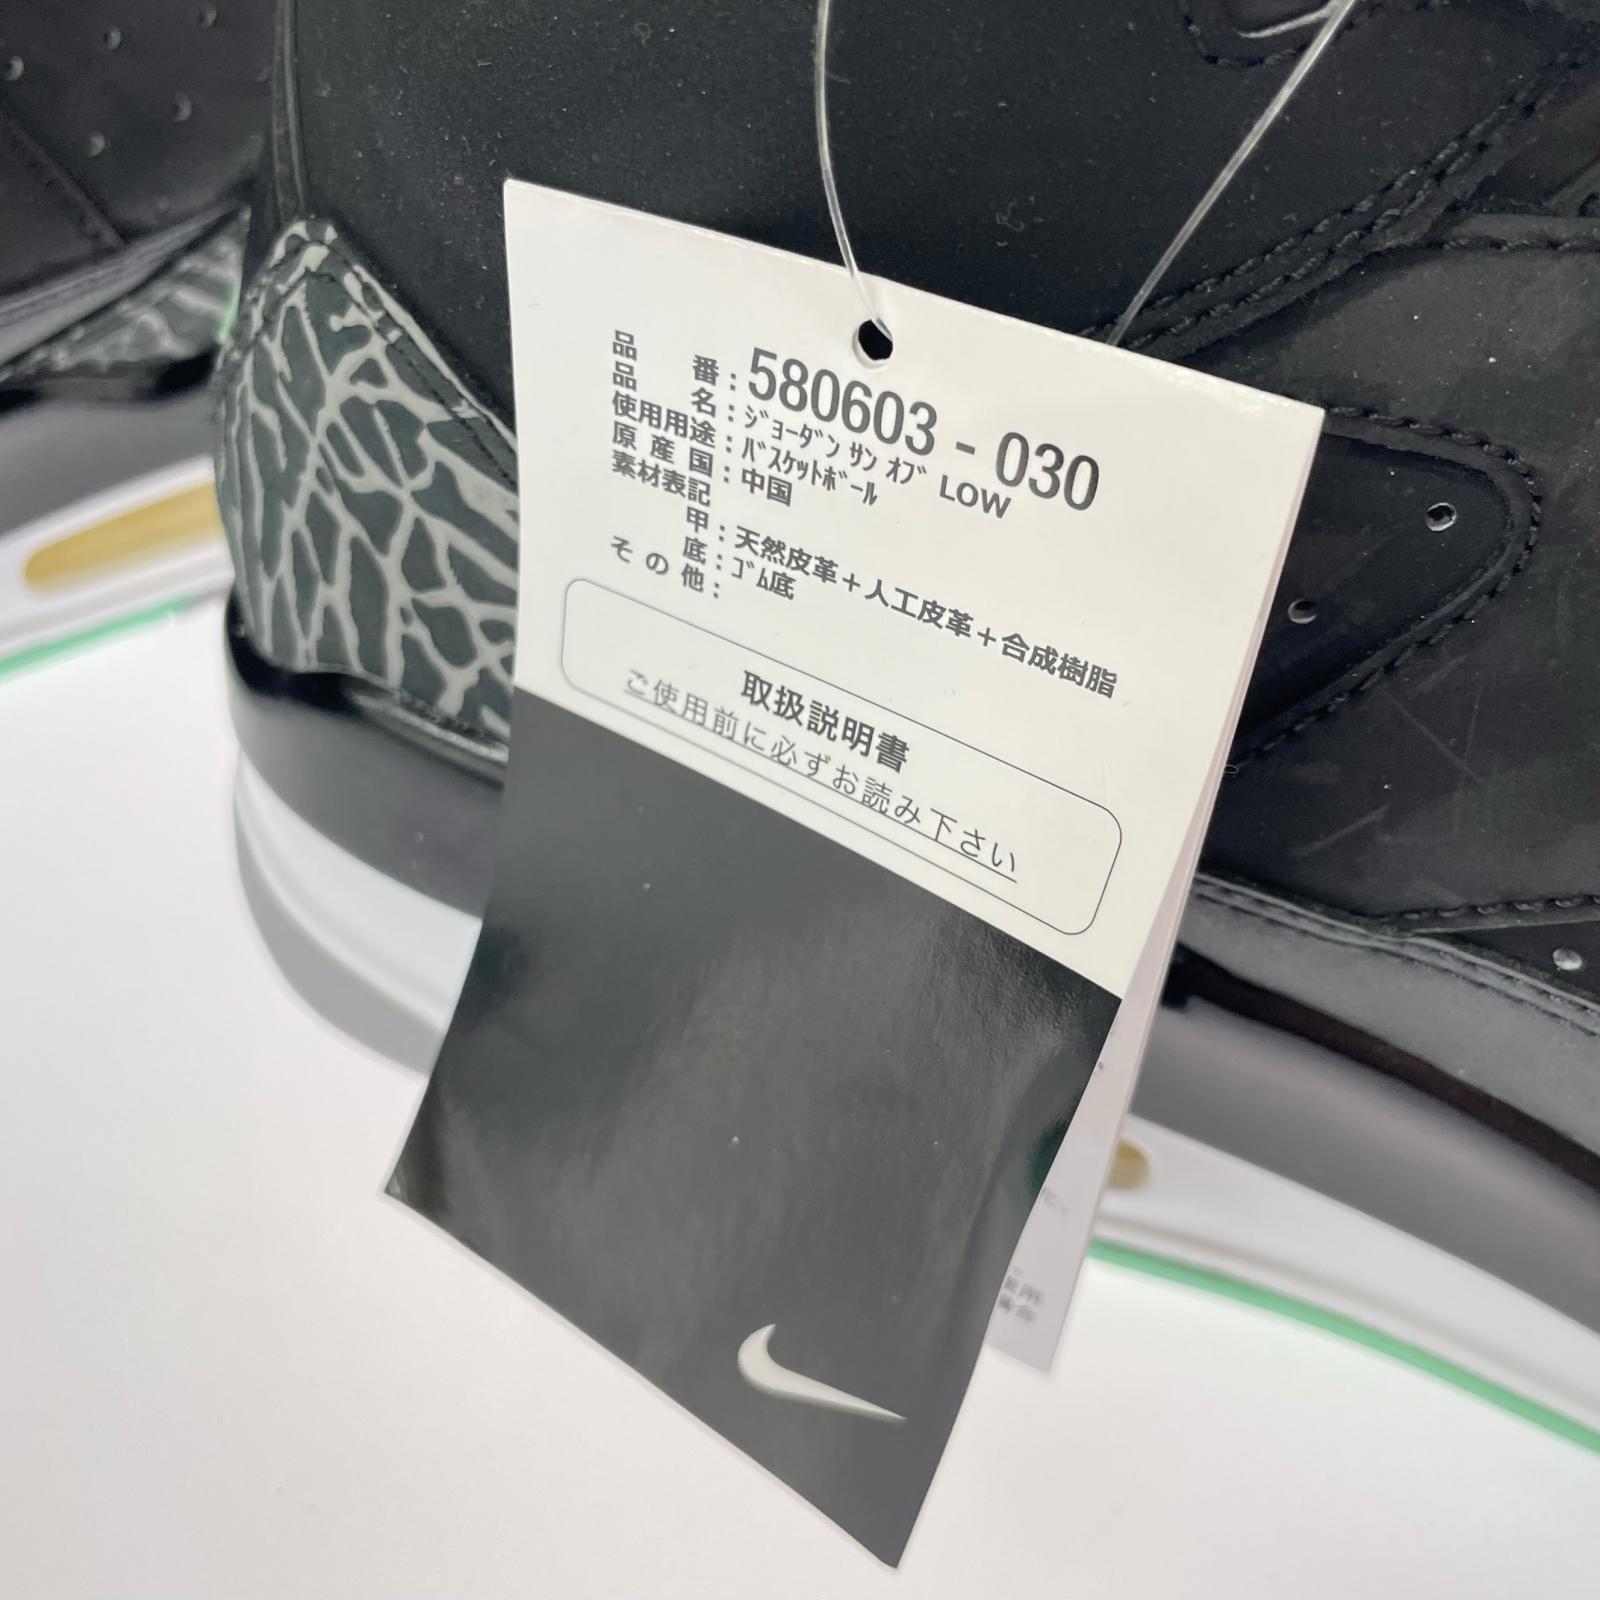 品番：580603 - 030
品名：ｼﾞｮｰﾀﾞﾝ ｻﾝ ｵﾌﾞ LOW
使用用途：ﾊﾞｽｹｯﾄﾎﾞｰﾙ
原産国：中国
素材表記
甲：天然皮革＋人工皮革＋合成樹脂
底：ｺﾞﾑ底
その他：
取扱説明書
ご使用前に必ずお読み下さい